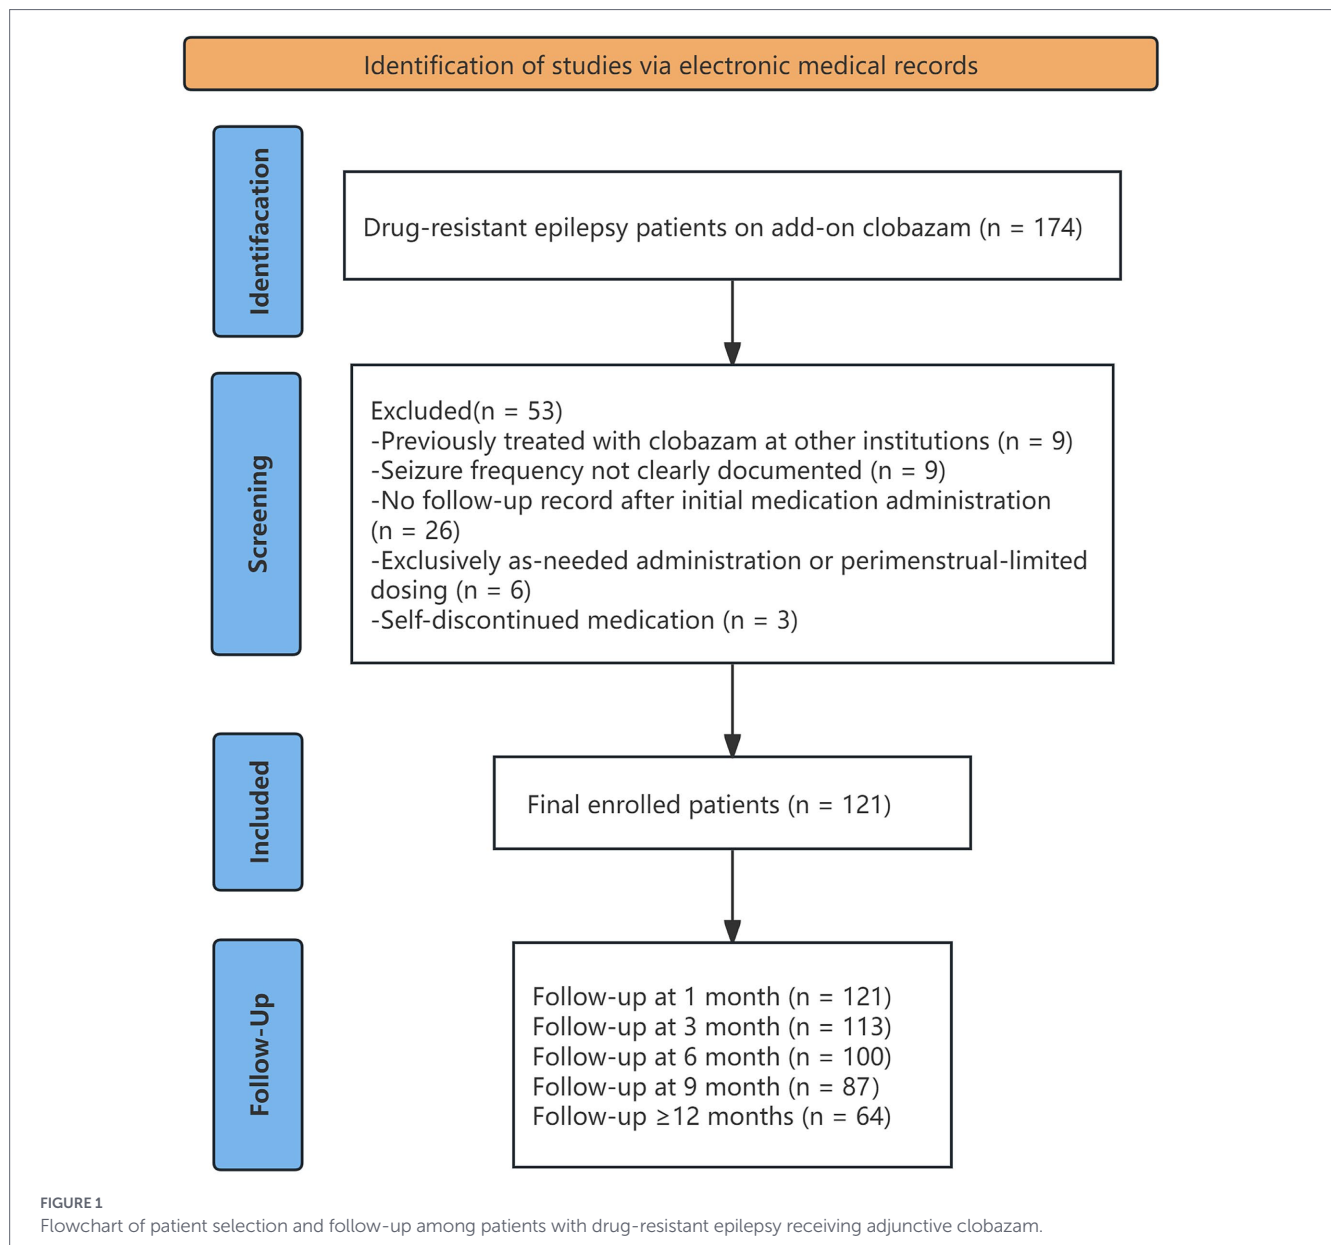 Identification of studies via electronic medical records
Identifacation
Drug-resistant epilepsy patients on add-on clobazam (n = 174)
Screening
Excluded(n = 53)
-Previously treated with clobazam at other institutions (n = 9)
-Seizure frequency not clearly documented (n = 9)
-No follow-up record after initial medication administration
(n = 26)
-Exclusively as-needed administration or perimenstrual-limited
dosing (n = 6)
-Self-discontinued medication (n = 3)
Included
Final enrolled patients (n = 121)
Follow-Up
Follow-up at 1 month (n = 121)
Follow-up at 3 month (n = 113)
Follow-up at 6 month (n = 100)
Follow-up at 9 month (n = 87)
Follow-up ≥12 months (n = 64)
FIGURE 1
Flowchart of patient selection and follow-up among patients with drug-resistant epilepsy receiving adjunctive clobazam.